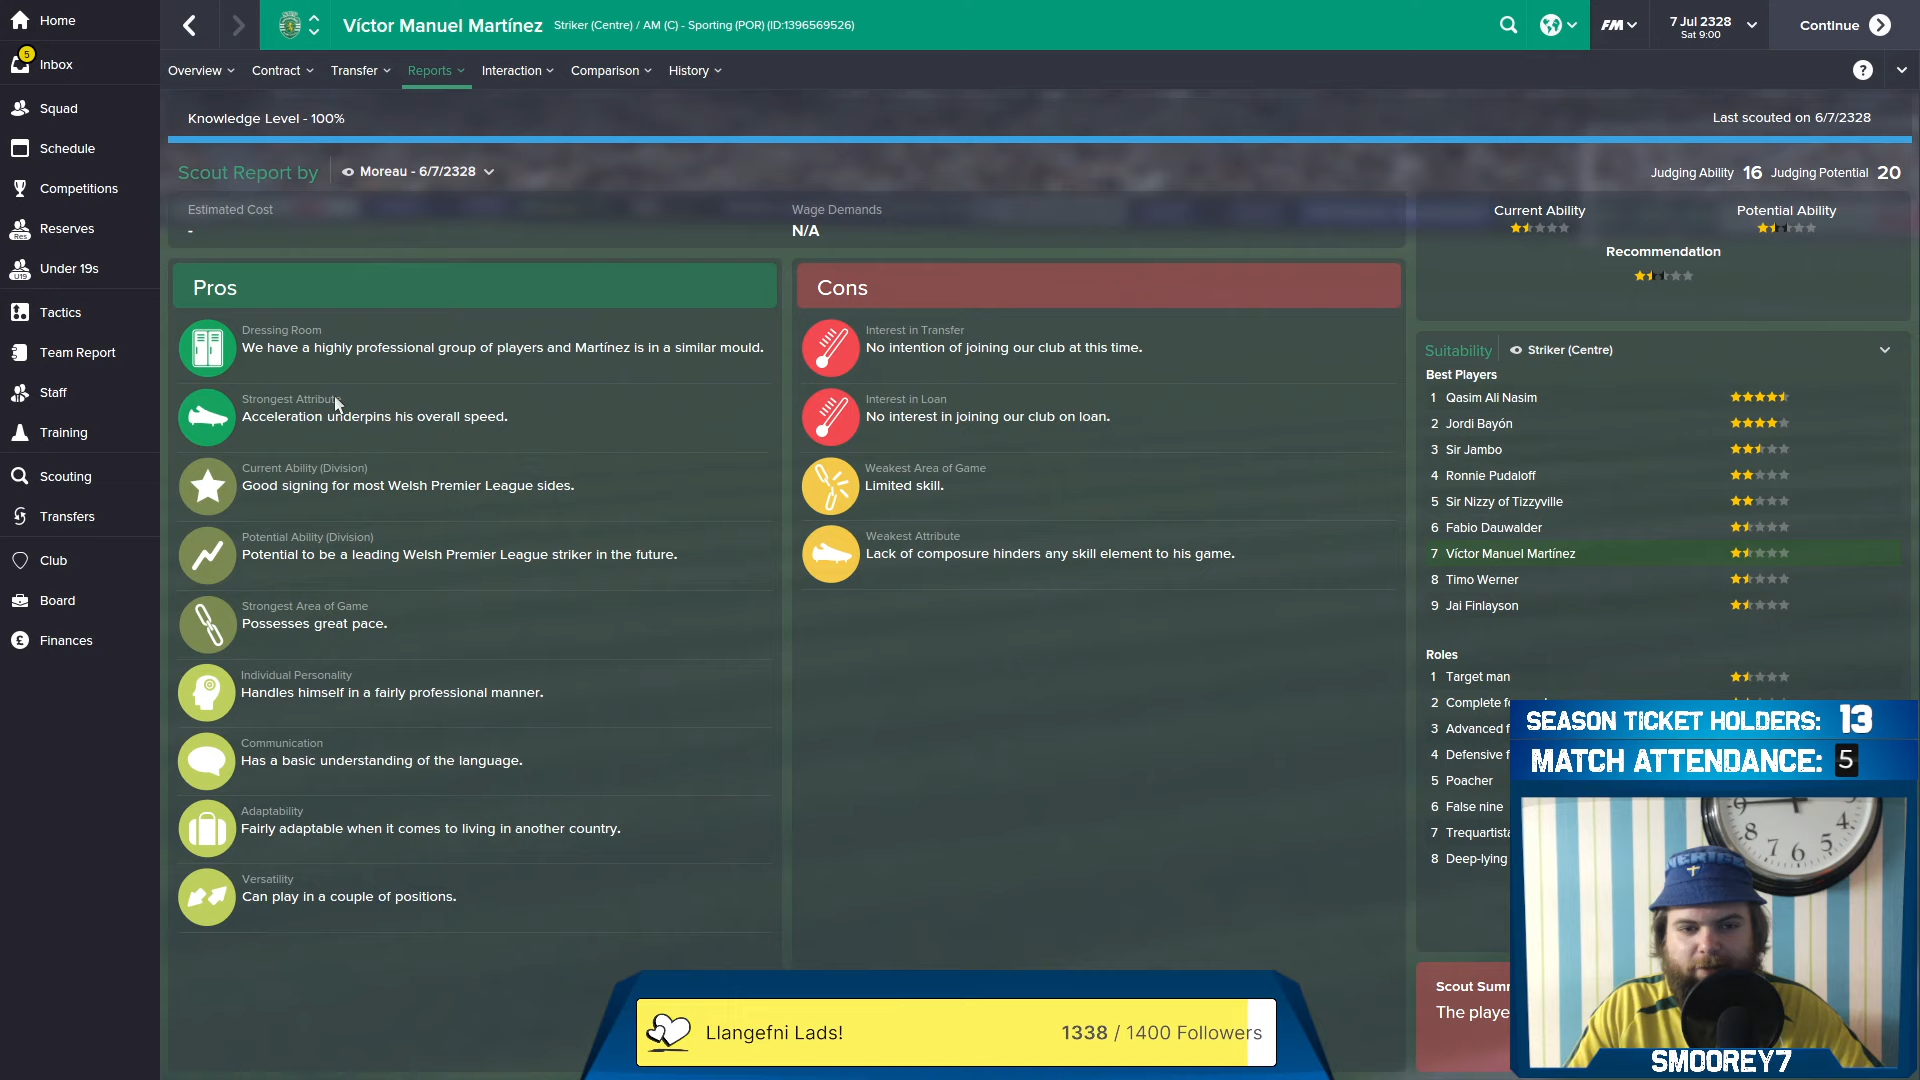 Home
Víctor Manuel Martínez
Striker (Centre) / AM (C) - Sporting (POR) (ID:1396569526)
FM
7 Jul 2328
Sat 9:00
Continue
5
Inbox
Overview
Contract
Transfer
Reports
Interaction
Comparison
History
?
Squad
Schedule
Competitions
Res
Reserves
U19
Under 19s
Tactics
Team Report
Staff
Training
Scouting
Transfers
Club
Board
£
Finances
Knowledge Level - 100%
Last scouted on 6/7/2328
Scout Report by
Moreau - 6/7/2328
Judging Ability 16 Judging Potential 20
Estimated Cost
-
Wage Demands
N/A
Current Ability
Potential Ability
Recommendation
Pros
Dressing Room
We have a highly professional group of players and Martínez is in a similar mould.
Strongest Attribute
Acceleration underpins his overall speed.
Current Ability (Division)
Good signing for most Welsh Premier League sides.
Potential Ability (Division)
Potential to be a leading Welsh Premier League striker in the future.
Strongest Area of Game
Possesses great pace.
Individual Personality
Handles himself in a fairly professional manner.
Communication
Has a basic understanding of the language.
Adaptability
Fairly adaptable when it comes to living in another country.
Versatility
Can play in a couple of positions.
Cons
Interest in Transfer
No intention of joining our club at this time.
Interest in Loan
No interest in joining our club on loan.
Weakest Area of Game
Limited skill.
Weakest Attribute
Lack of composure hinders any skill element to his game.
Suitability
Striker (Centre)
Best Players
1 Qasim Ali Nasim
2 Jordi Bayón
3 Sir Jambo
4 Ronnie Pudaloff
5 Sir Nizzy of Tizzyville
6 Fabio Dauwalder
7 Víctor Manuel Martínez
8 Timo Werner
9 Jai Finlayson
Roles
1 Target man
2 Complete
3 Advanced f
4 Defensive f
5 Poacher
6 False nine
7 Trequartista
8 Deep-lying
Scout Summ
The playe
SEASON TICKET HOLDERS: 13
MATCH ATTENDANCE: 5
9 8 7 6 5 4
SMOOREY7
Llangefni Lads!
1338 / 1400 Followers